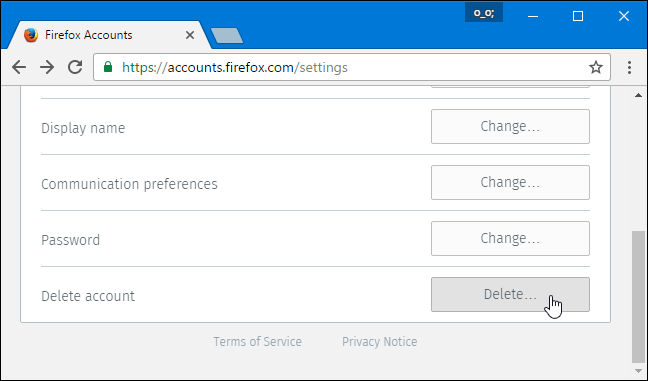 o_o;
Firefox Accounts
https://accounts.firefox.com/settings
Display name
Change...
Communication preferences
Change...
Password
Change...
Delete account
Delete...
Terms of Service
Privacy Notice